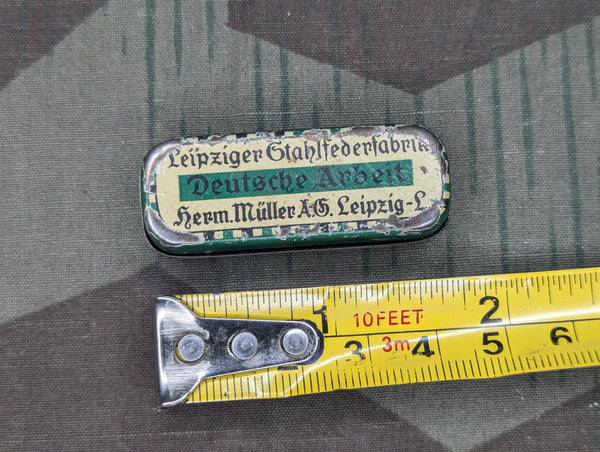 Leipziger Stahlfederfabrik
Deutsche Arbeit
Herm. Müller A-G. Leipzig-L
1 10FEET 2
3m 3 4 5 6